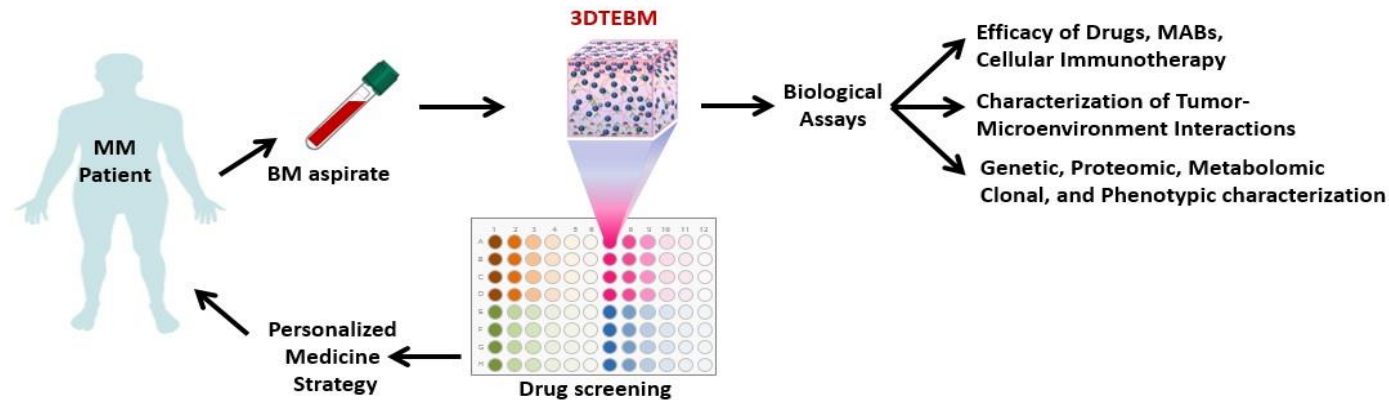 3DTEBM
Efficacy of Drugs, MABs,
Cellular Immunotherapy
MM
Patient
BM aspirate
Biological
Assays
Characterization of Tumor-
Microenvironment Interactions
Genetic, Proteomic, Metabolomic
Clonal, and Phenotypic characterization
1 2 3 4 5 6 8 9 10 11 12
A
B
C
D
E
F
G
H
Personalized
Medicine
Strategy
Drug screening